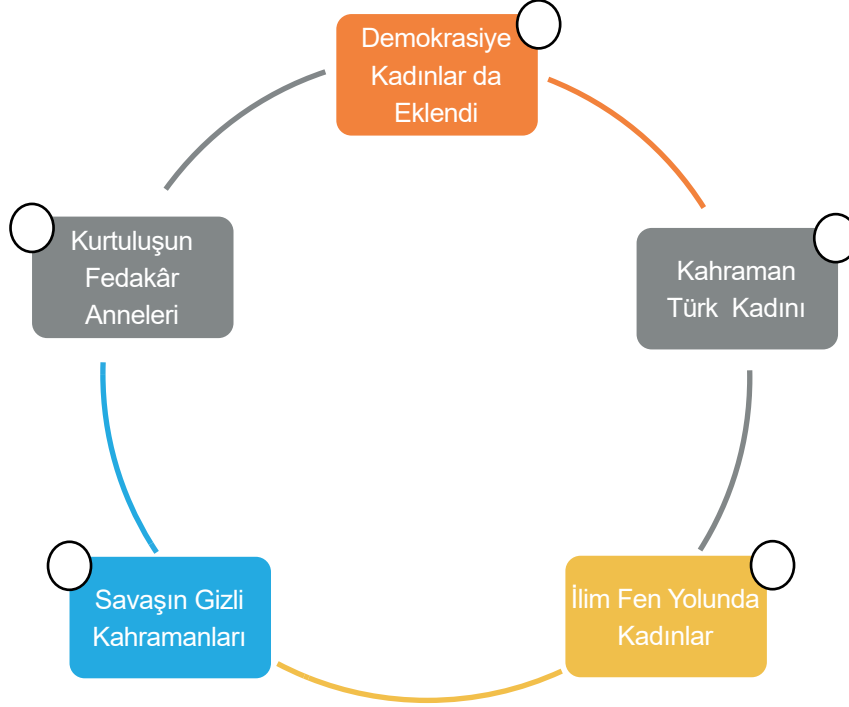 Demokrasiye
Kadınlar da
Eklendi
Kurtuluşun
Fedakâr
Anneleri
Kahraman
Türk Kadını
Savaşın Gizli
Kahramanları
İlim Fen Yolunda
Kadınlar